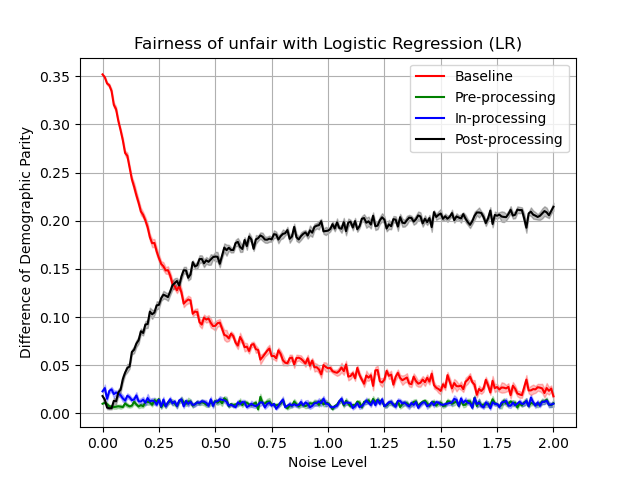 Fairness of unfair with Logistic Regression (LR)
Baseline
Pre-processing
In-processing
Post-processing
Difference of Demographic Parity
0.35
0.30
0.25
0.20
0.15
0.10
0.05
0.00
0.00 0.25 0.50 0.75 1.00 1.25 1.50 1.75 2.00
Noise Level